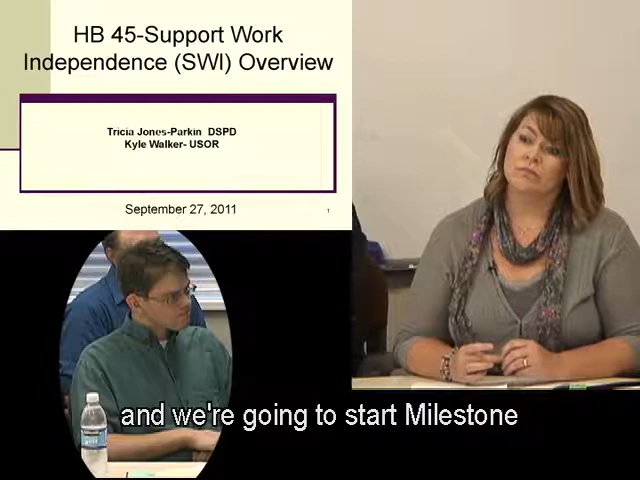 HB 45-Support Work
Independence (SWI) Overview
Tricia Jones-Parkin DSPD
Kyle Walker- USOR
September 27, 2011
1
and we're going to start Milestone